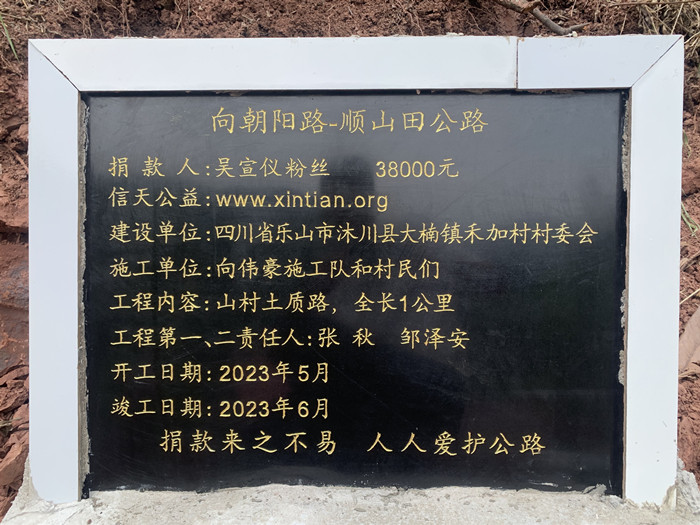 向朝阳路-顺山田公路
捐 款 人:吴宣仪粉丝 38000元
信天公益:www.xintian.org
建设单位:四川省乐山市沐川县大楠镇禾加村村委会
施工单位:向伟豪施工队和村民们
工程内容:山村土质路，全长1公里
工程第一、二责任人:张 秋 邹泽安
开工日期:2023年5月
竣工日期:2023年6月
捐款来之不易 人人爱护公路